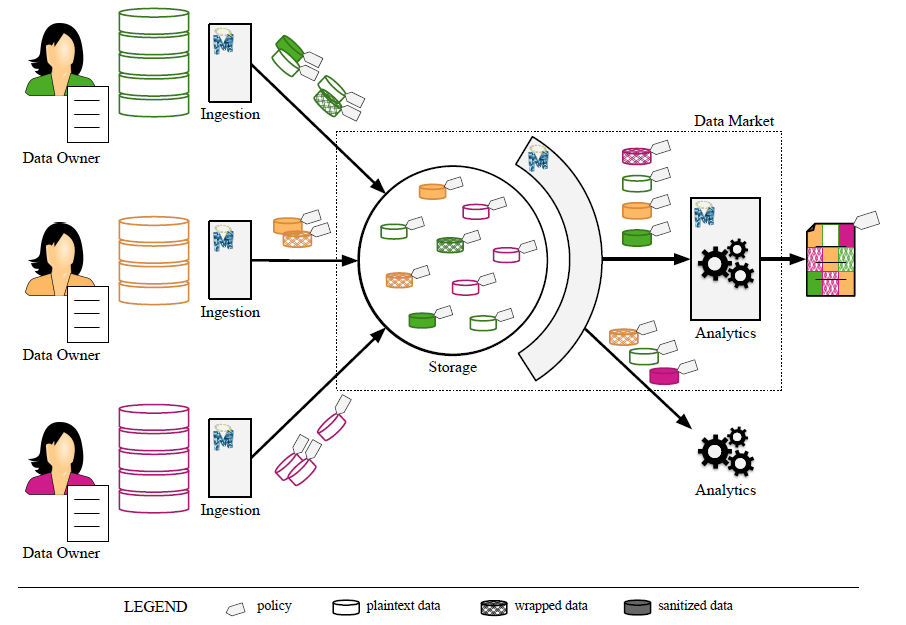 Data Market
Ingestion
Data Owner
Ingestion
Data Owner
Storage
Analytics
Analytics
Ingestion
Data Owner
LEGEND policy plaintext data wrapped data sanitized data